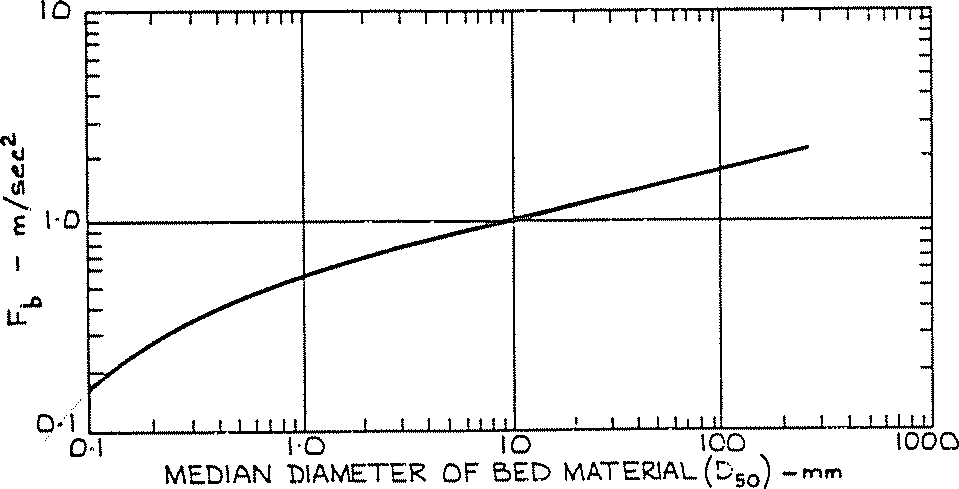 10
1·0
0·1
F_b - m/sec²
0·1 1·0 10 100 1000
MEDIAN DIAMETER OF BED MATERIAL (D₅₀) - mm